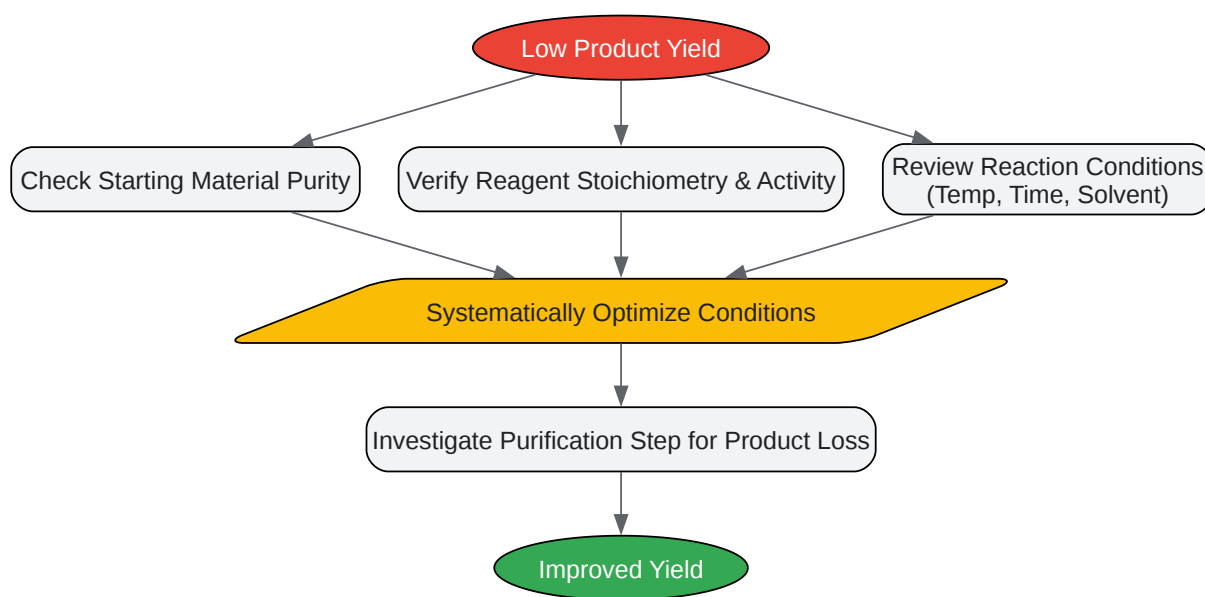 Low Product Yield
Check Starting Material Purity
Verify Reagent Stoichiometry & Activity
Review Reaction Conditions
(Temp, Time, Solvent)
Systematically Optimize Conditions
Investigate Purification Step for Product Loss
Improved Yield